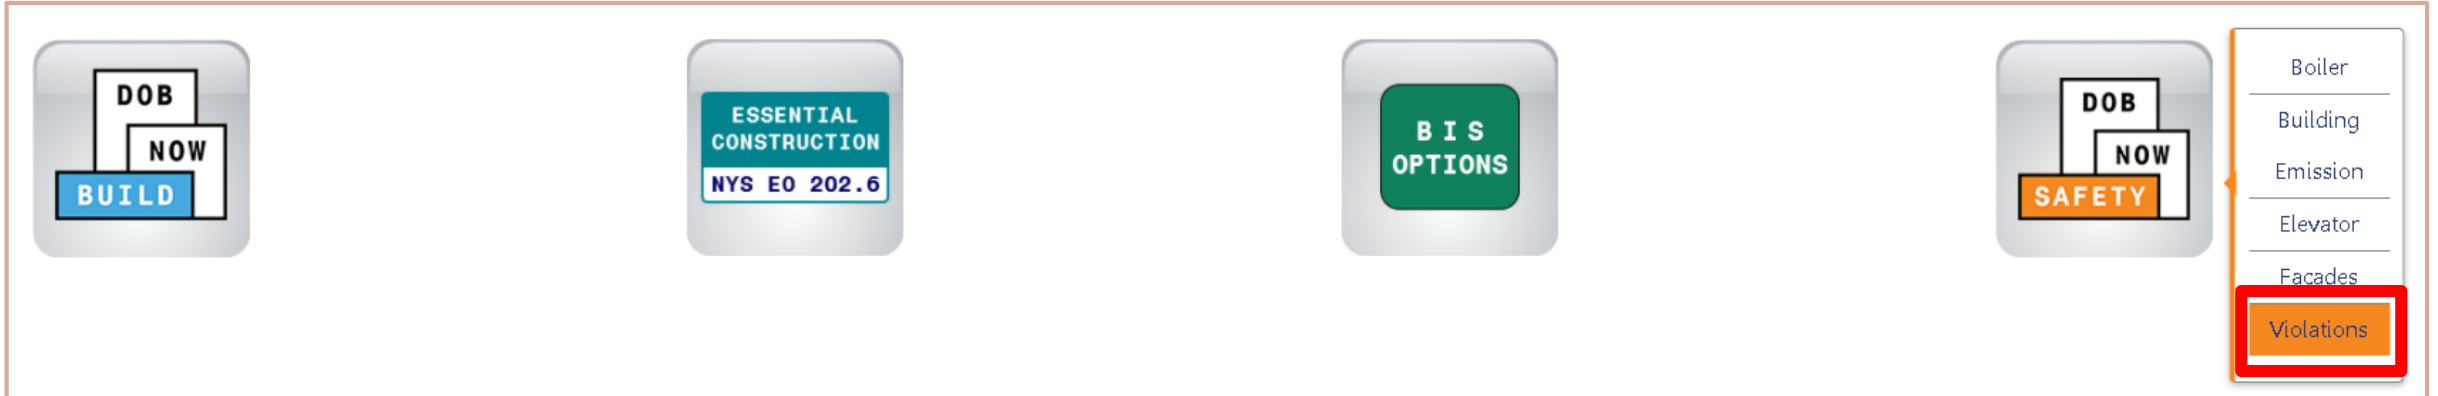 DOB
NOW
BUILD
ESSENTIAL
CONSTRUCTION
NYS EO 202.6
BIS
OPTIONS
DOB
NOW
SAFETY
Boiler
Building
Emission
Elevator
Facades
Violations